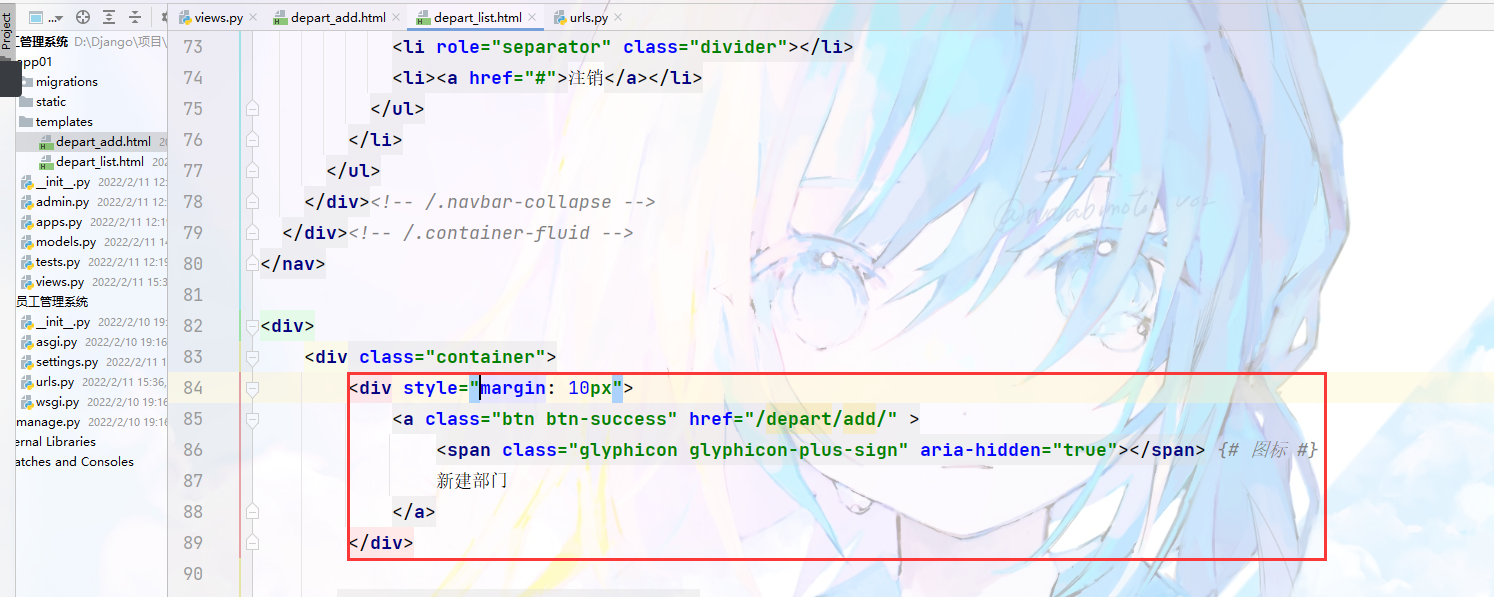 Project
...
views.py
depart_add.html
depart_list.html
urls.py
工管理系统 D:\Django\项目\
app01
migrations
static
templates
depart_add.html
depart_list.html
__init__.py 2022/2/11 12:
admin.py 2022/2/11 12:
apps.py 2022/2/11 12:19
models.py 2022/2/11 14
tests.py 2022/2/11 12:19
views.py 2022/2/11 15:3
员工管理系统
__init__.py 2022/2/10 19:
asgi.py 2022/2/10 19:16
settings.py 2022/2/11 1
urls.py 2022/2/11 15:36,
wsgi.py 2022/2/10 19:16
manage.py 2022/2/10 19:16
ernal Libraries
atches and Consoles
73 <li role="separator" class="divider"></li>
74 <li><a href="#">注销</a></li>
75 </ul>
76 </li>
77 </ul>
78 </div><!-- /.navbar-collapse -->
79 </div><!-- /.container-fluid -->
80 </nav>
81
82 <div>
83 <div class="container">
84 <div style="margin: 10px">
85 <a class="btn btn-success" href="/depart/add/" >
86 <span class="glyphicon glyphicon-plus-sign" aria-hidden="true"></span> {# 图标 #}
87 新建部门
88 </a>
89 </div>
90